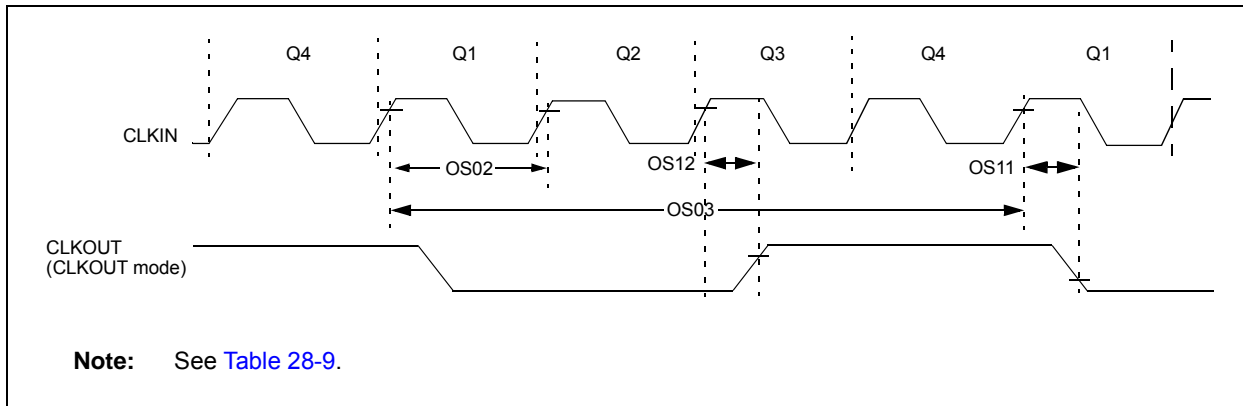 Q4 Q1 Q2 Q3 Q4 Q1
CLKIN
OS02
OS12
OS11
OS03
CLKOUT
(CLKOUT mode)
Note: See Table 28-9.